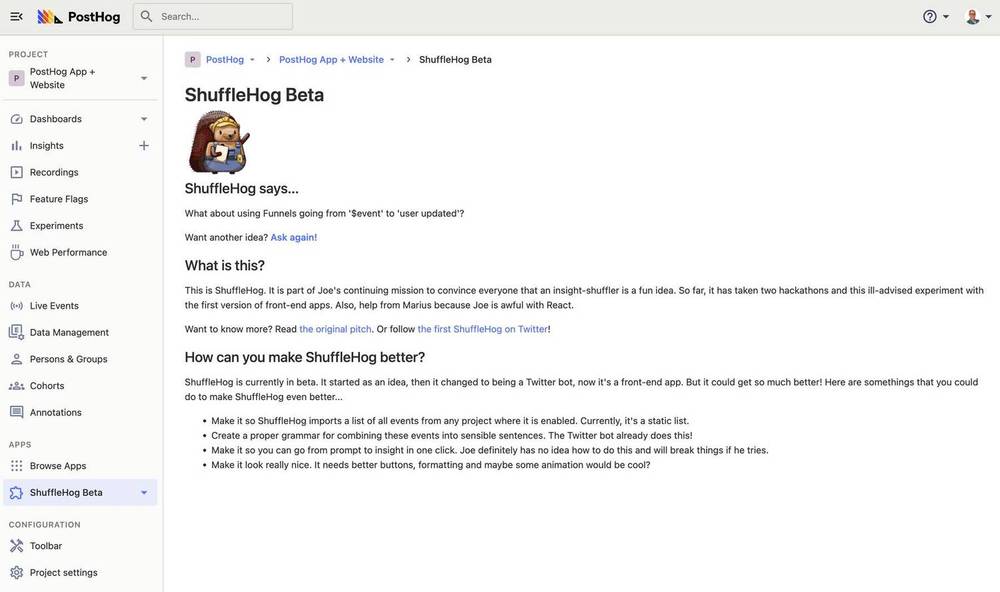 PostHog
Search...
PROJECT
P
PostHog App +
Website
Dashboards
Insights
Recordings
Feature Flags
Experiments
Web Performance
DATA
Live Events
Data Management
Persons & Groups
Cohorts
Annotations
APPS
Browse Apps
ShuffleHog Beta
CONFIGURATION
Toolbar
Project settings
P PostHog > PostHog App + Website > ShuffleHog Beta
ShuffleHog Beta
ShuffleHog says...
What about using Funnels going from '$event' to 'user updated'?
Want another idea? Ask again!
What is this?
This is ShuffleHog. It is part of Joe's continuing mission to convince everyone that an insight-shuffler is a fun idea. So far, it has taken two hackathons and this ill-advised experiment with
the first version of front-end apps. Also, help from Marius because Joe is awful with React.
Want to know more? Read the original pitch. Or follow the first ShuffleHog on Twitter!
How can you make ShuffleHog better?
ShuffleHog is currently in beta. It started as an idea, then it changed to being a Twitter bot, now it's a front-end app. But it could get so much better! Here are somethings that you could
do to make ShuffleHog even better...
• Make it so ShuffleHog imports a list of all events from any project where it is enabled. Currently, it's a static list.
• Create a proper grammar for combining these events into sensible sentences. The Twitter bot already does this!
• Make it so you can go from prompt to insight in one click. Joe definitely has no idea how to do this and will break things if he tries.
• Make it look really nice. It needs better buttons, formatting and maybe some animation would be cool?